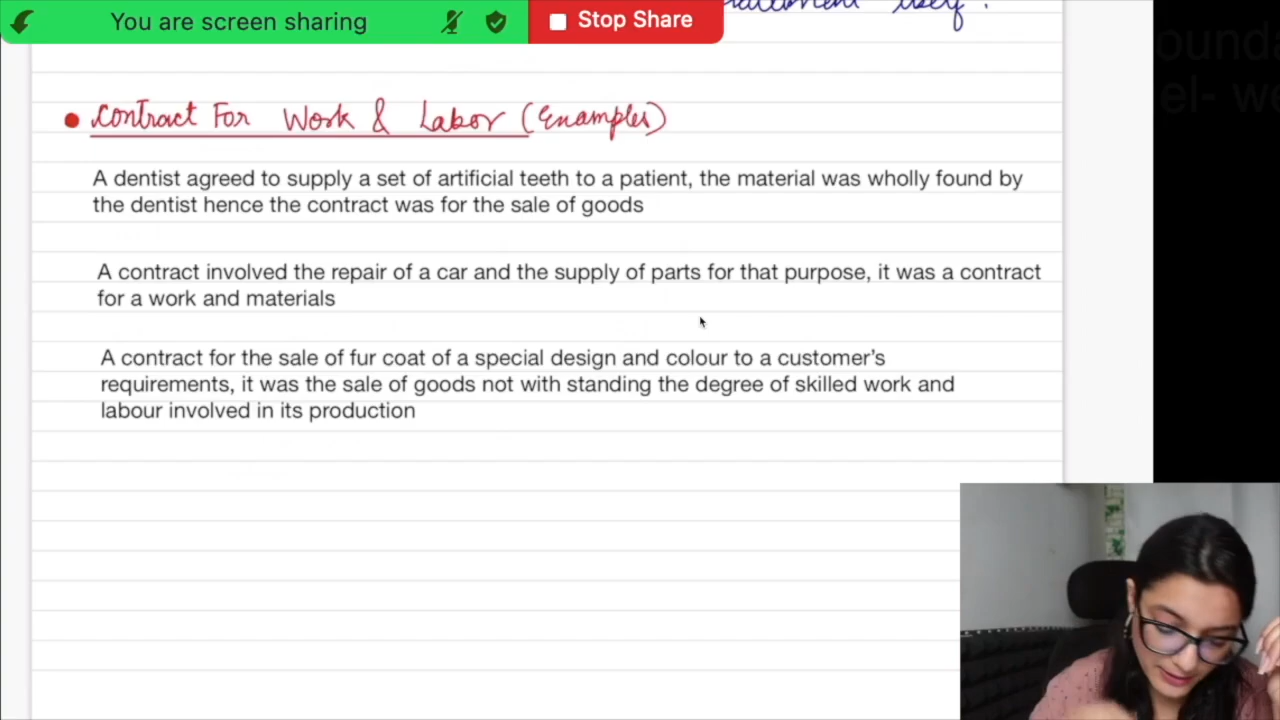 You are screen sharing
Stop Share
itself.
Contract For Work & Labor (Examples)
A dentist agreed to supply a set of artificial teeth to a patient, the material was wholly found by
the dentist hence the contract was for the sale of goods
A contract involved the repair of a car and the supply of parts for that purpose, it was a contract
for a work and materials
A contract for the sale of fur coat of a special design and colour to a customer’s
requirements, it was the sale of goods not with standing the degree of skilled work and
labour involved in its production